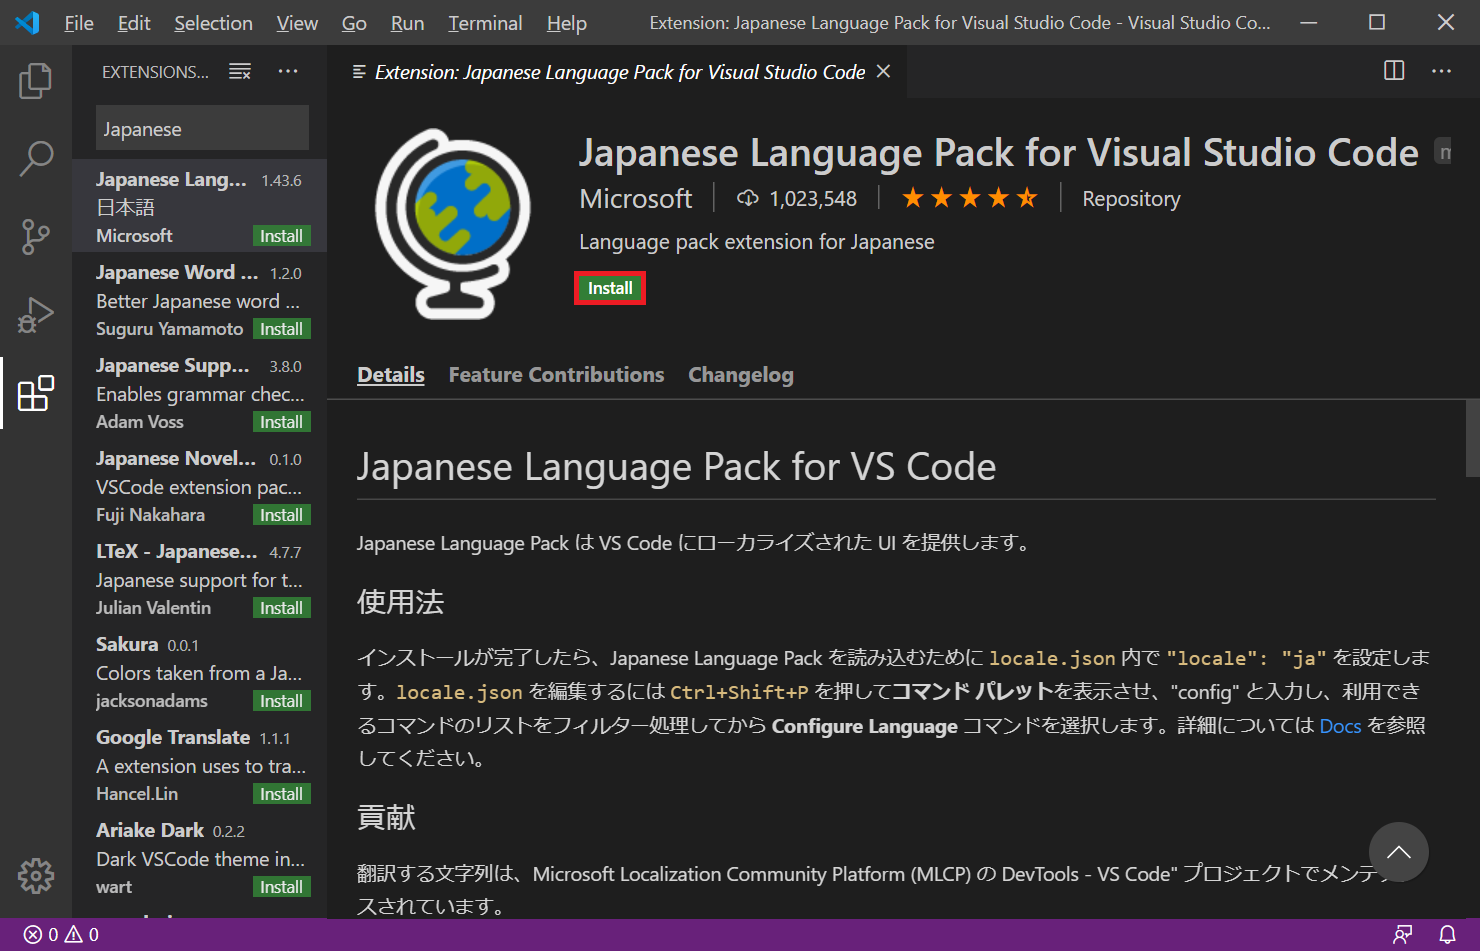 File Edit Selection View Go Run Terminal Help Extension: Japanese Language Pack for Visual Studio Code - Visual Studio Co...
EXTENSIONS...
Japanese
Japanese Lang... 1.43.6
日本語
Microsoft Install
Japanese Word ... 1.2.0
Better Japanese word ...
Suguru Yamamoto Install
Japanese Supp... 3.8.0
Enables grammar chec...
Adam Voss Install
Japanese Novel... 0.1.0
VSCode extension pac...
Fuji Nakahara Install
LTeX - Japanese... 4.7.7
Japanese support for t...
Julian Valentin Install
Sakura 0.0.1
Colors taken from a Ja...
jacksonadams Install
Google Translate 1.1.1
A extension uses to tra...
Hancel.Lin Install
Ariake Dark 0.2.2
Dark VSCode theme in...
wart Install
Extension: Japanese Language Pack for Visual Studio Code
Japanese Language Pack for Visual Studio Code
Microsoft 1,023,548 Repository
Language pack extension for Japanese
Install
Details Feature Contributions Changelog
Japanese Language Pack for VS Code
Japanese Language Pack は VS Code にローカライズされた UI を提供します。
使用法
インストールが完了したら、Japanese Language Pack を読み込むために locale.json 内で "locale": "ja" を設定しま
す。locale.json を編集するには Ctrl+Shift+P を押してコマンド パレットを表示させ、"config" と入力し、利用でき
るコマンドのリストをフィルター処理してから Configure Language コマンドを選択します。詳細については Docs を参照
してください。
貢献
翻訳する文字列は、Microsoft Localization Community Platform (MLCP) の DevTools - VS Code" プロジェクトでメンテ
スされています。
0 0